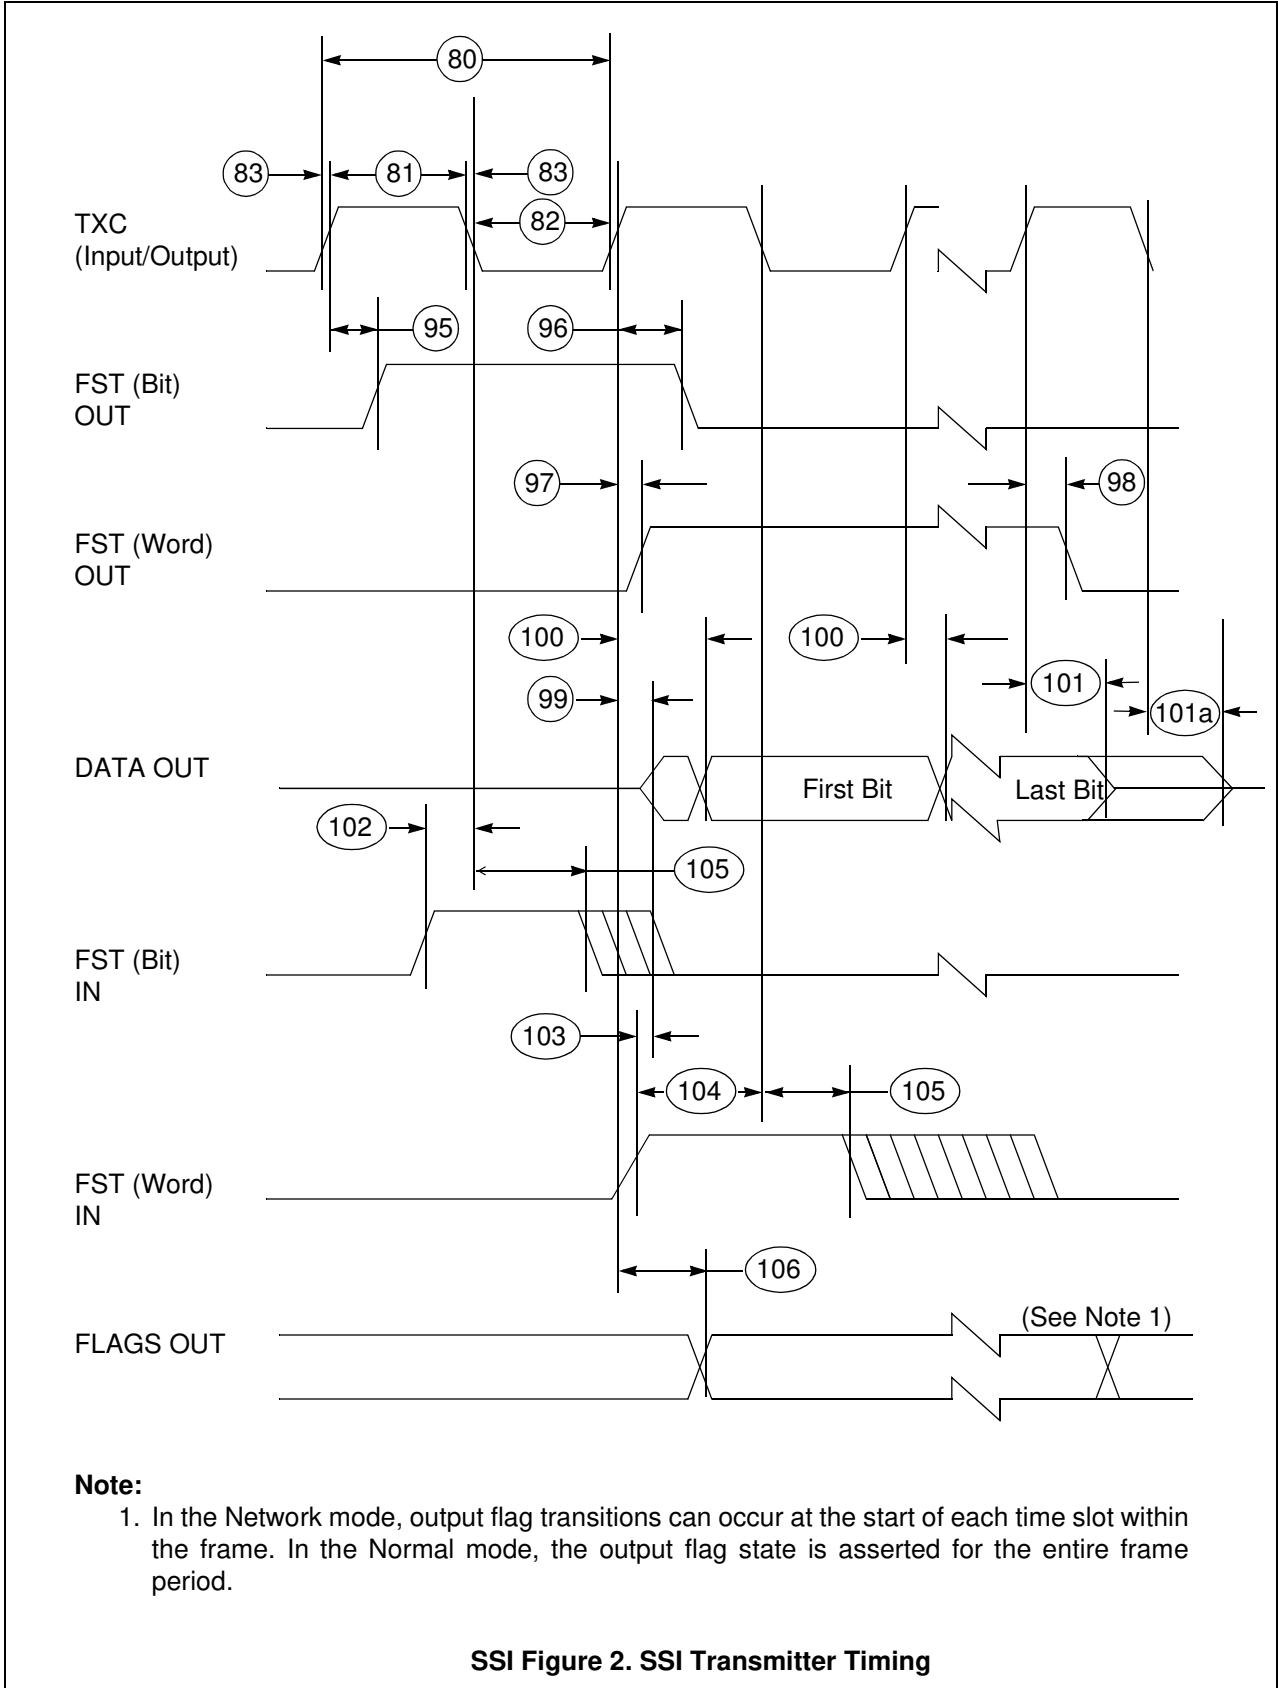 80
83
81
83
82
TXC
(Input/Output)
95
96
FST (Bit)
OUT
97
98
FST (Word)
OUT
100
100
99
101
101a
DATA OUT
First Bit
Last Bit
102
105
FST (Bit)
IN
103
104
105
FST (Word)
IN
106
(See Note 1)
FLAGS OUT
Note:
1. In the Network mode, output flag transitions can occur at the start of each time slot within
the frame. In the Normal mode, the output flag state is asserted for the entire frame
period.
SSI Figure 2. SSI Transmitter Timing